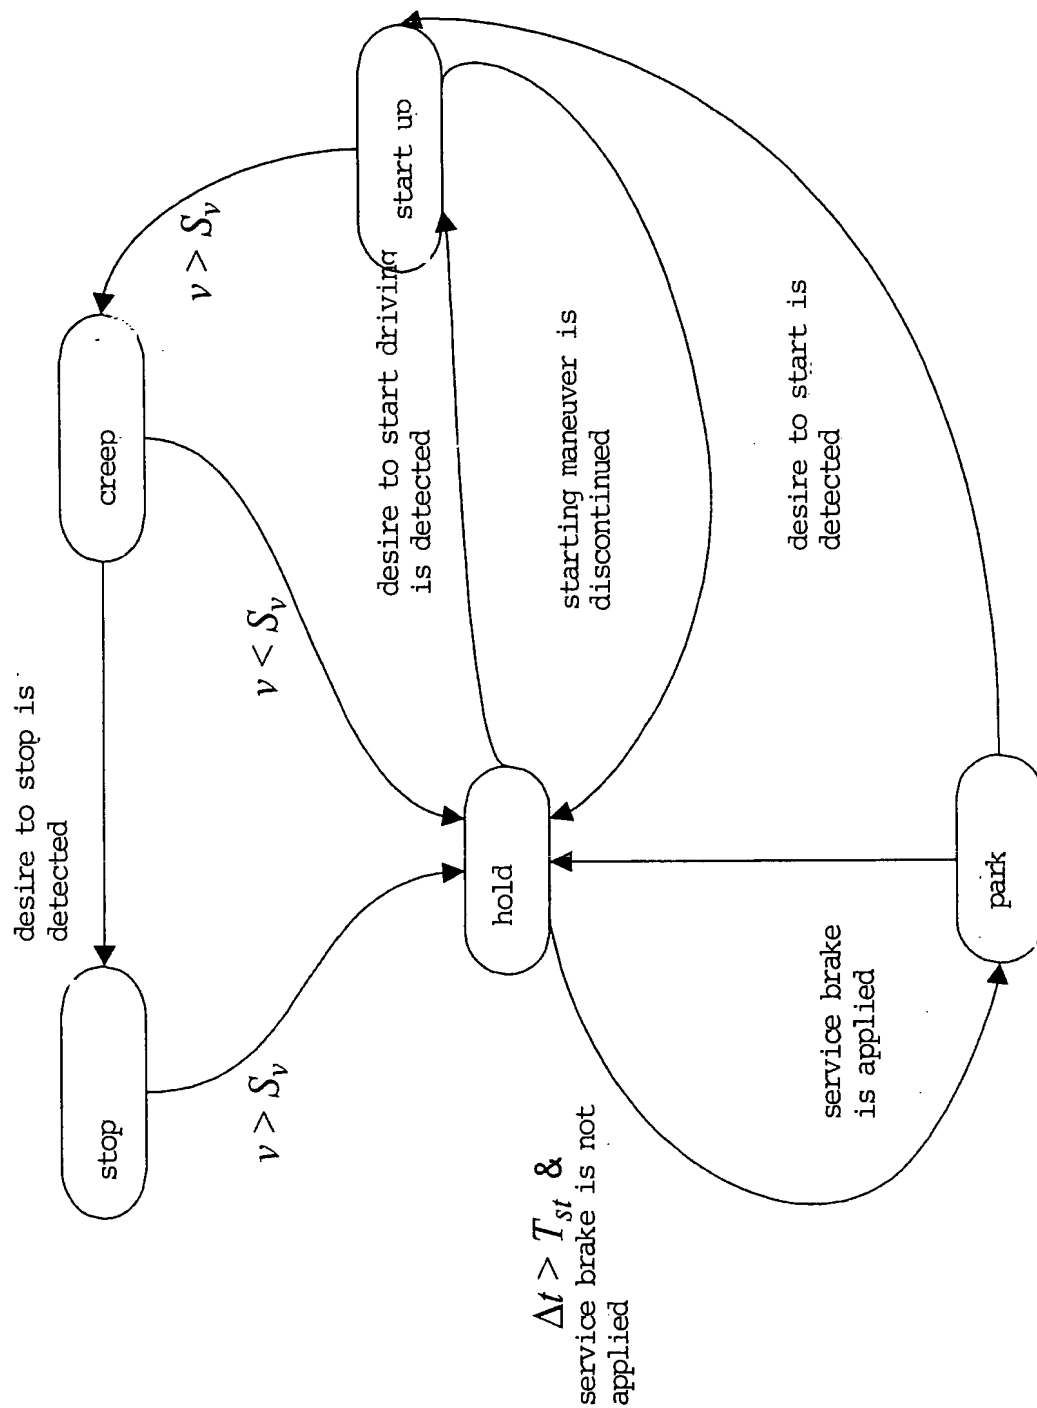 desire to stop is
detected
stop
creep
v > S_v
v < S_v
v > S_v
desire to start driving
is detected
start up
hold
starting maneuver is
discontinued
Δt > T_st &
service brake is not
applied
service brake
is applied
desire to start is
detected
park